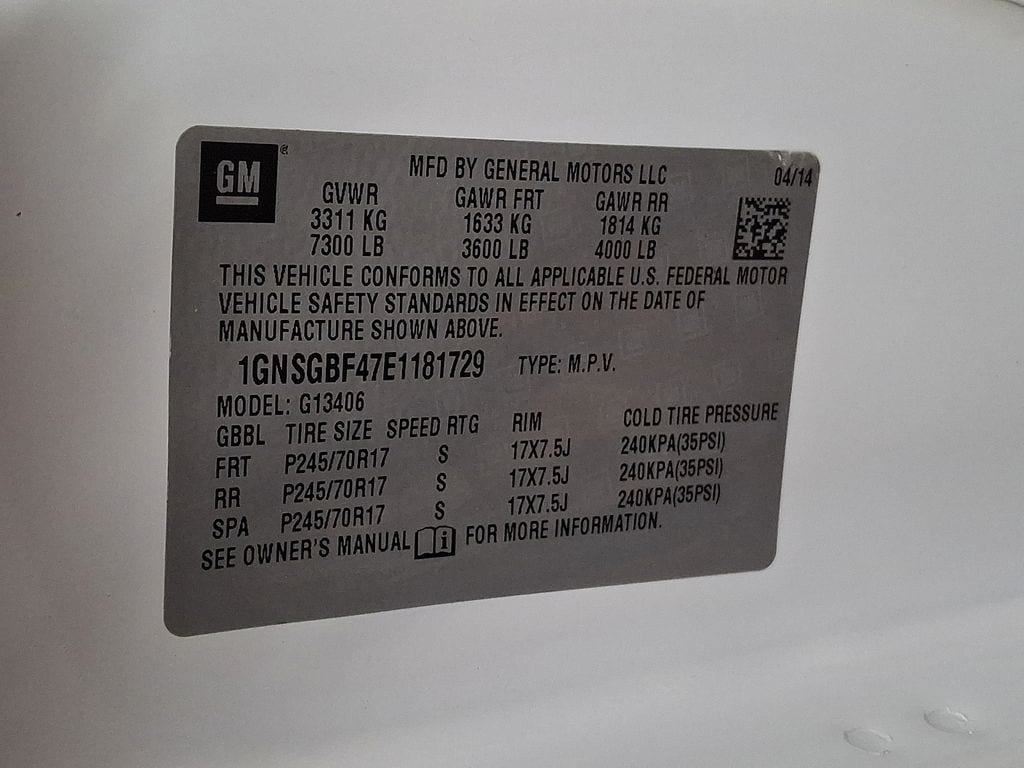 GM ®
MFD BY GENERAL MOTORS LLC 04/14
GVWR GAWR FRT GAWR RR
3311 KG 1633 KG 1814 KG
7300 LB 3600 LB 4000 LB
THIS VEHICLE CONFORMS TO ALL APPLICABLE U.S. FEDERAL MOTOR
VEHICLE SAFETY STANDARDS IN EFFECT ON THE DATE OF
MANUFACTURE SHOWN ABOVE.
1GNSGBF47E1181729 TYPE: M.P.V.
MODEL: G13406
GBBL TIRE SIZE SPEED RTG RIM COLD TIRE PRESSURE
FRT P245/70R17 S 17X7.5J 240KPA(35PSI)
RR P245/70R17 S 17X7.5J 240KPA(35PSI)
SPA P245/70R17 S 17X7.5J 240KPA(35PSI)
SEE OWNER'S MANUAL i FOR MORE INFORMATION.